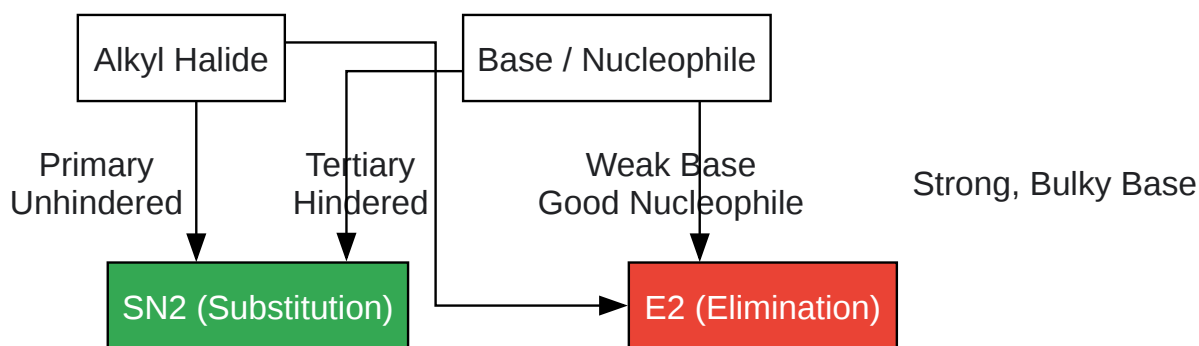 Alkyl Halide
Base / Nucleophile
Primary
Unhindered
Tertiary
Hindered
Weak Base
Good Nucleophile
Strong, Bulky Base
SN2 (Substitution)
E2 (Elimination)